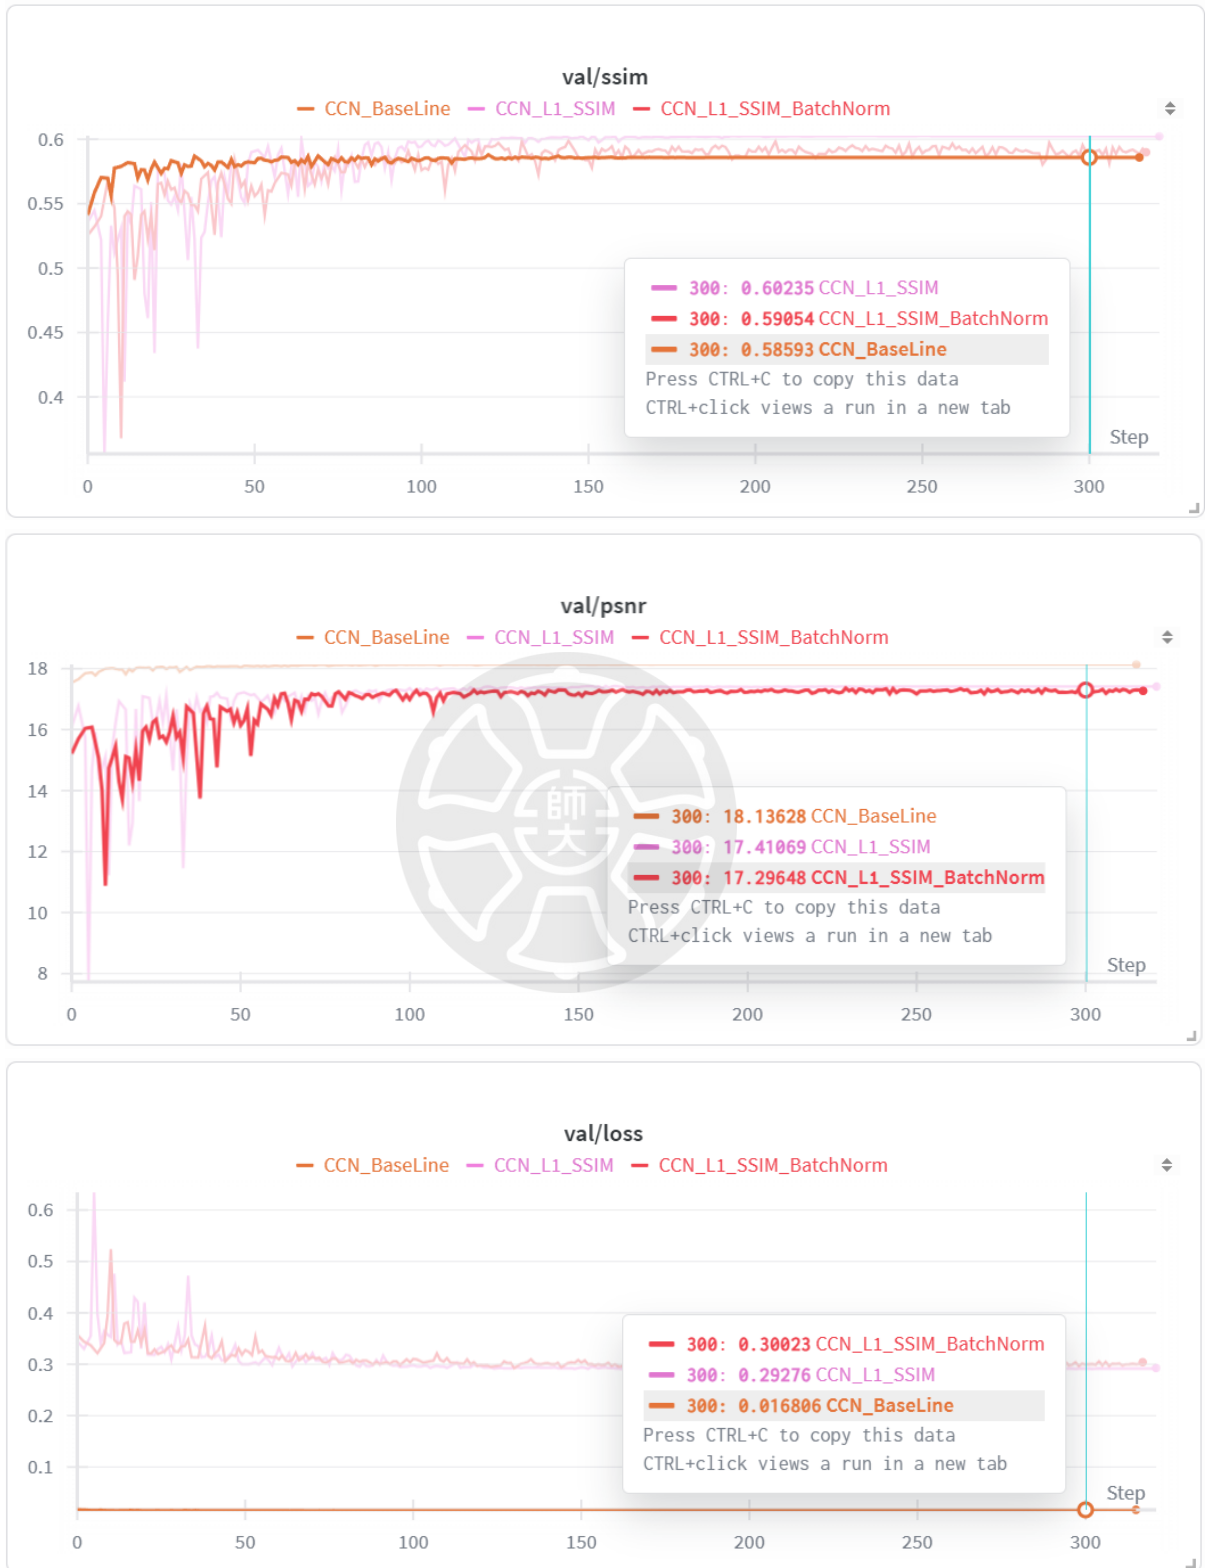 val/ssim
CCN_BaseLine CCN_L1_SSIM CCN_L1_SSIM_BatchNorm
0.6
0.55
0.5
0.45
0.4
300: 0.60235 CCN_L1_SSIM
300: 0.59054 CCN_L1_SSIM_BatchNorm
300: 0.58593 CCN_BaseLine
Press CTRL+C to copy this data
CTRL+click views a run in a new tab
Step
0 50 100 150 200 250 300
val/psnr
CCN_BaseLine CCN_L1_SSIM CCN_L1_SSIM_BatchNorm
18
16
14
12
10
8
師大
300: 18.13628 CCN_BaseLine
300: 17.41069 CCN_L1_SSIM
300: 17.29648 CCN_L1_SSIM_BatchNorm
Press CTRL+C to copy this data
CTRL+click views a run in a new tab
Step
0 50 100 150 200 250 300
val/loss
CCN_BaseLine CCN_L1_SSIM CCN_L1_SSIM_BatchNorm
0.6
0.5
0.4
0.3
0.2
0.1
300: 0.30023 CCN_L1_SSIM_BatchNorm
300: 0.29276 CCN_L1_SSIM
300: 0.016806 CCN_BaseLine
Press CTRL+C to copy this data
CTRL+click views a run in a new tab
Step
0 50 100 150 200 250 300